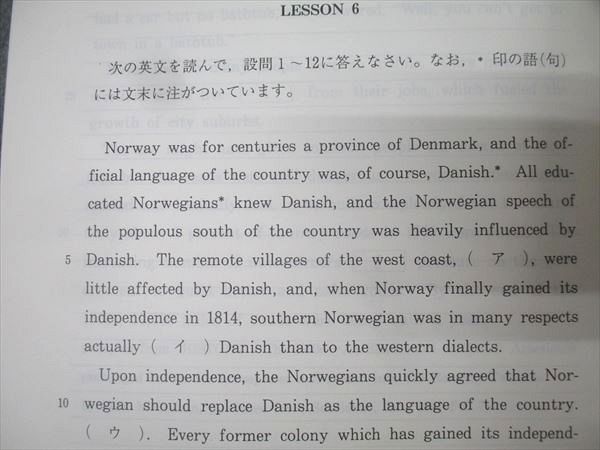 LESSON 6
次の英文を読んで，設問1～12に答えなさい。なお，* 印の語(句)
には文末に注がついています。
Norway was for centuries a province of Denmark, and the of-
ficial language of the country was, of course, Danish.* All edu-
cated Norwegians* knew Danish, and the Norwegian speech of
the populous south of the country was heavily influenced by
5 Danish. The remote villages of the west coast, ( ア ), were
little affected by Danish, and, when Norway finally gained its
independence in 1814, southern Norwegian was in many respects
actually ( イ ) Danish than to the western dialects.
Upon independence, the Norwegians quickly agreed that Nor-
10 wegian should replace Danish as the language of the country.
( ウ ). Every former colony which has gained its independ-